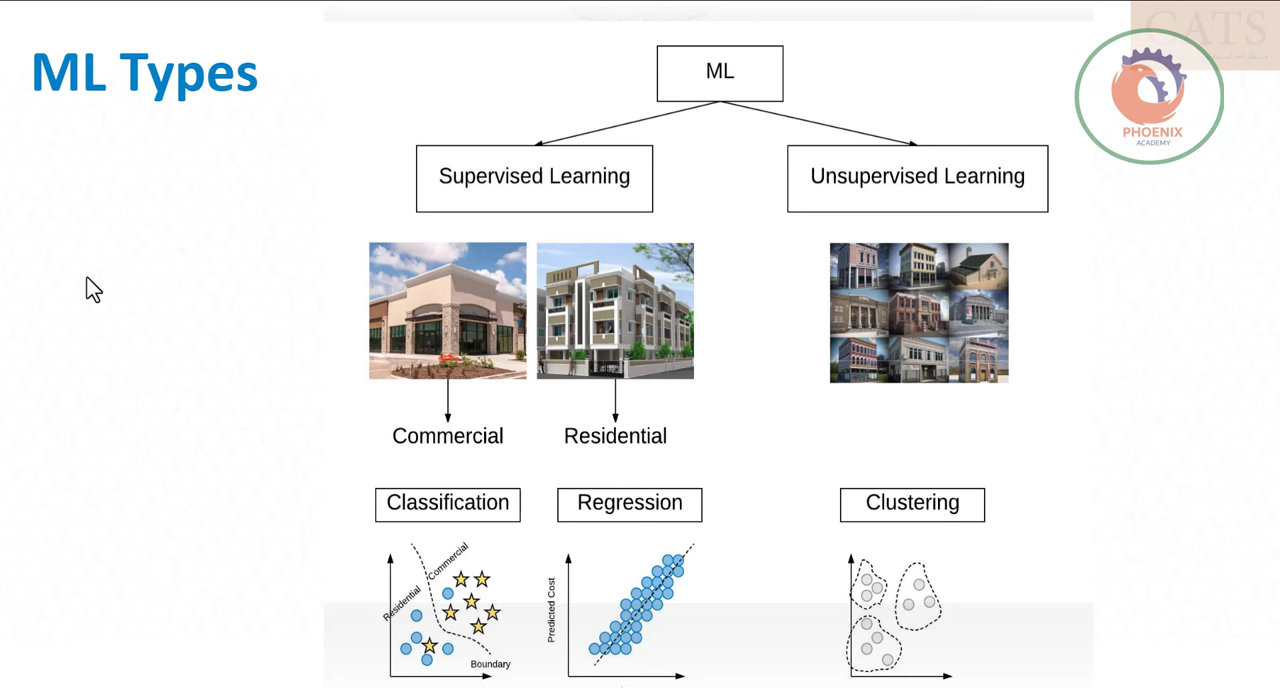 CATS
ML Types
ML
PHOENIX
ACADEMY
Supervised Learning
Unsupervised Learning
Commercial
Residential
Classification
Regression
Clustering
Residential
Commercial
Boundary
Predicted Cost